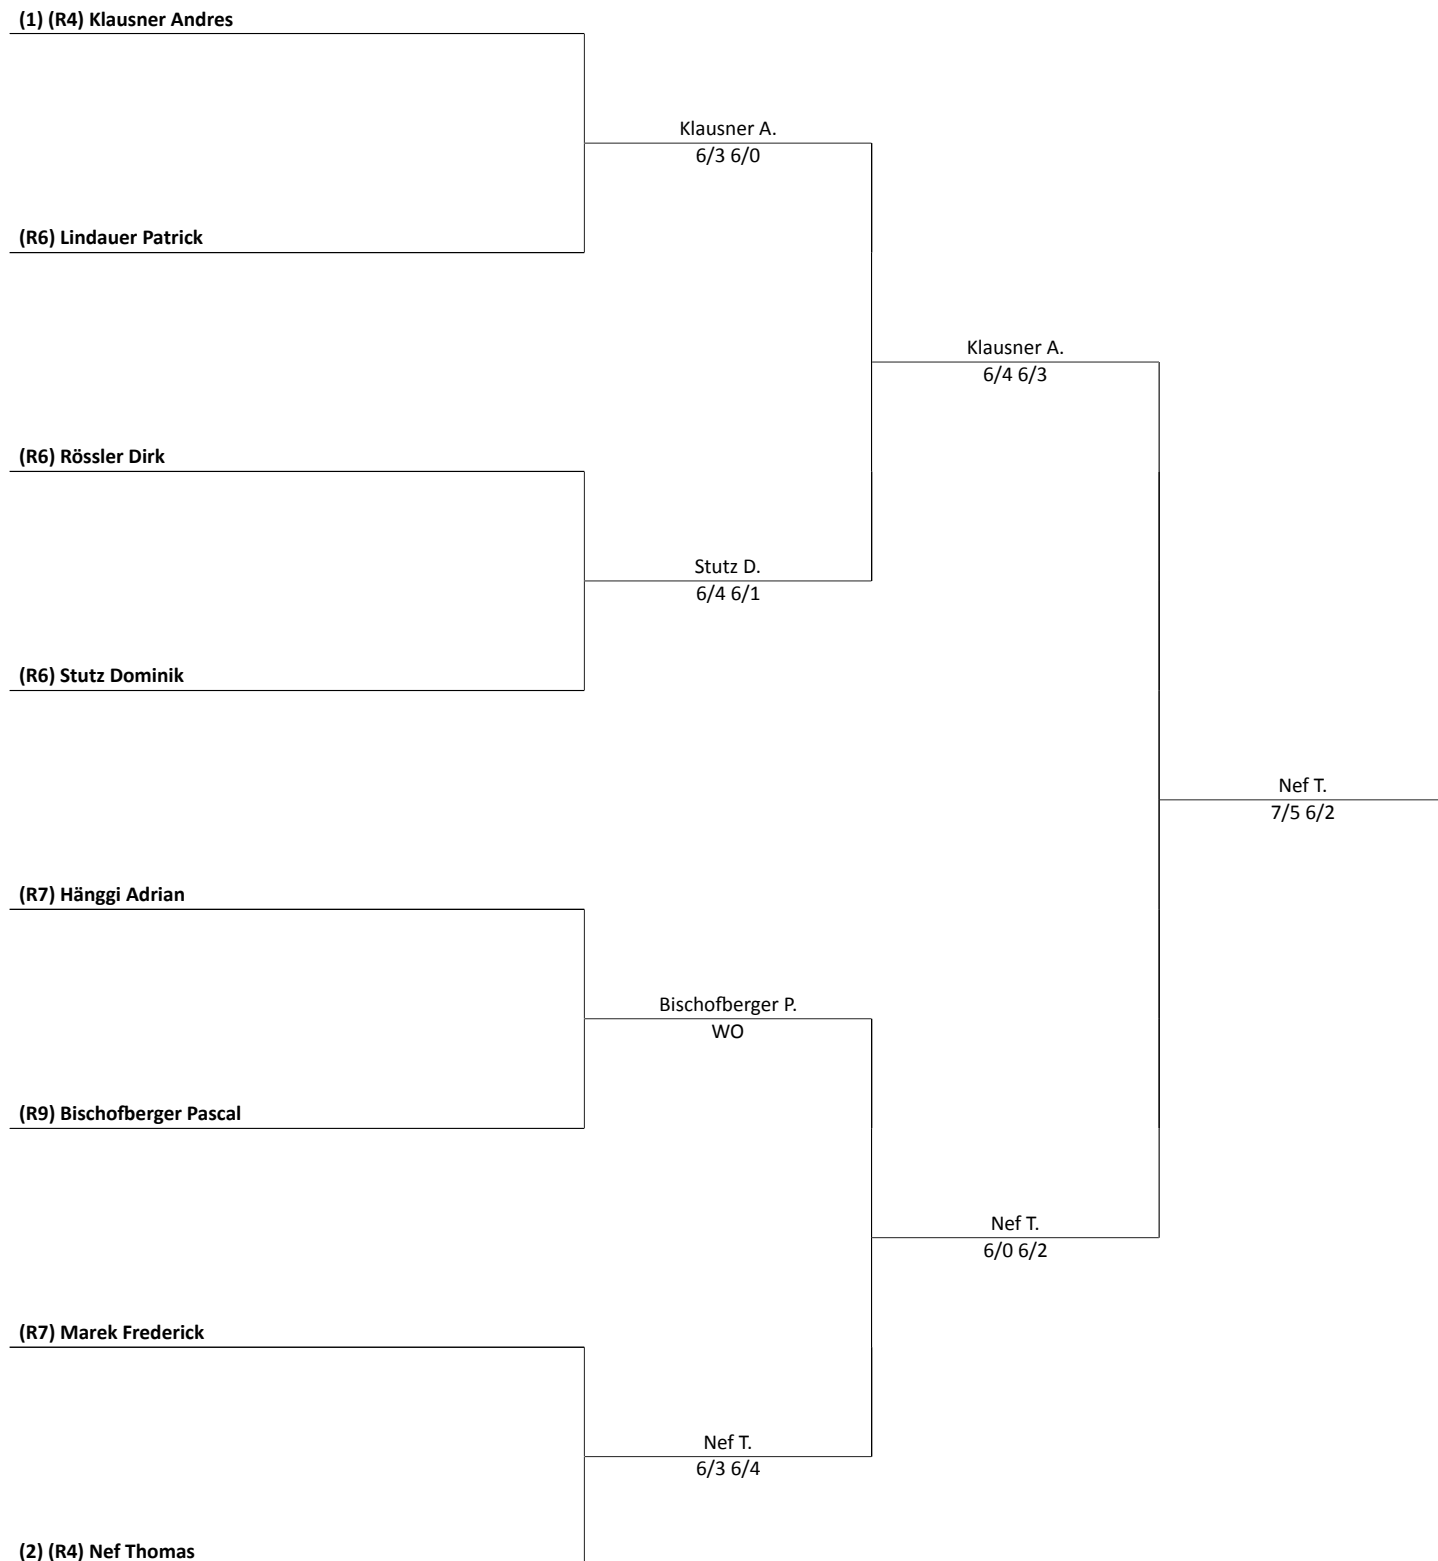 (1) (R4) Klausner Andres
Klausner A.
6/3 6/0
(R6) Lindauer Patrick
Klausner A.
6/4 6/3
(R6) Rössler Dirk
Stutz D.
6/4 6/1
(R6) Stutz Dominik
Nef T.
7/5 6/2
(R7) Hänggi Adrian
Bischofberger P.
WO
(R9) Bischofberger Pascal
Nef T.
6/0 6/2
(R7) Marek Frederick
Nef T.
6/3 6/4
(2) (R4) Nef Thomas